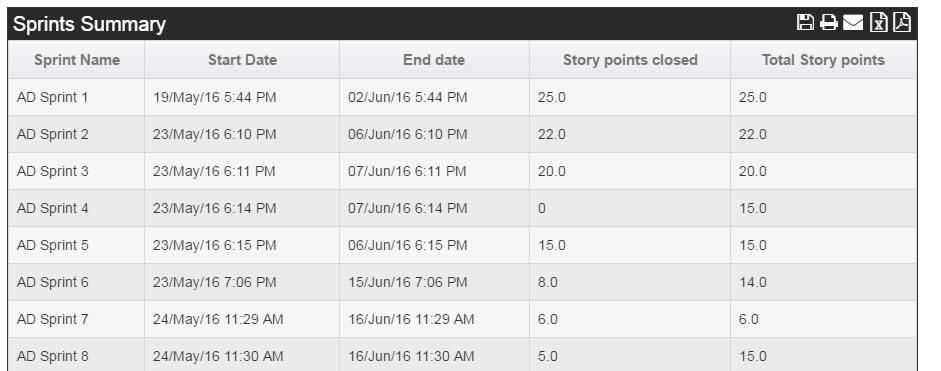 Sprints Summary
Sprint Name Start Date End date Story points closed Total Story points
AD Sprint 1 19/May/16 5:44 PM 02/Jun/16 5:44 PM 25.0 25.0
AD Sprint 2 23/May/16 6:10 PM 06/Jun/16 6:10 PM 22.0 22.0
AD Sprint 3 23/May/16 6:11 PM 07/Jun/16 6:11 PM 20.0 20.0
AD Sprint 4 23/May/16 6:14 PM 07/Jun/16 6:14 PM 0 15.0
AD Sprint 5 23/May/16 6:15 PM 06/Jun/16 6:15 PM 15.0 15.0
AD Sprint 6 23/May/16 7:06 PM 15/Jun/16 7:06 PM 8.0 14.0
AD Sprint 7 24/May/16 11:29 AM 16/Jun/16 11:29 AM 6.0 6.0
AD Sprint 8 24/May/16 11:30 AM 16/Jun/16 11:30 AM 5.0 15.0